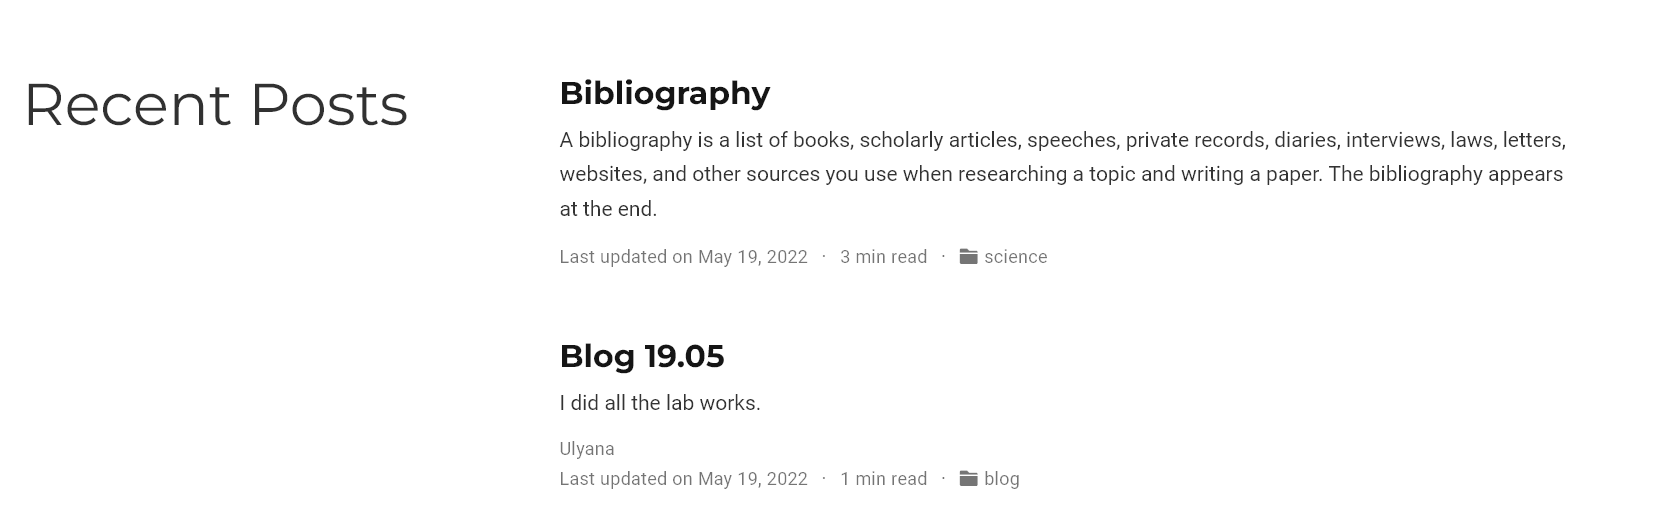 Recent Posts
Bibliography
A bibliography is a list of books, scholarly articles, speeches, private records, diaries, interviews, laws, letters,
websites, and other sources you use when researching a topic and writing a paper. The bibliography appears
at the end.
Last updated on May 19, 2022 · 3 min read · science
Blog 19.05
I did all the lab works.
Ulyana
Last updated on May 19, 2022 · 1 min read · blog